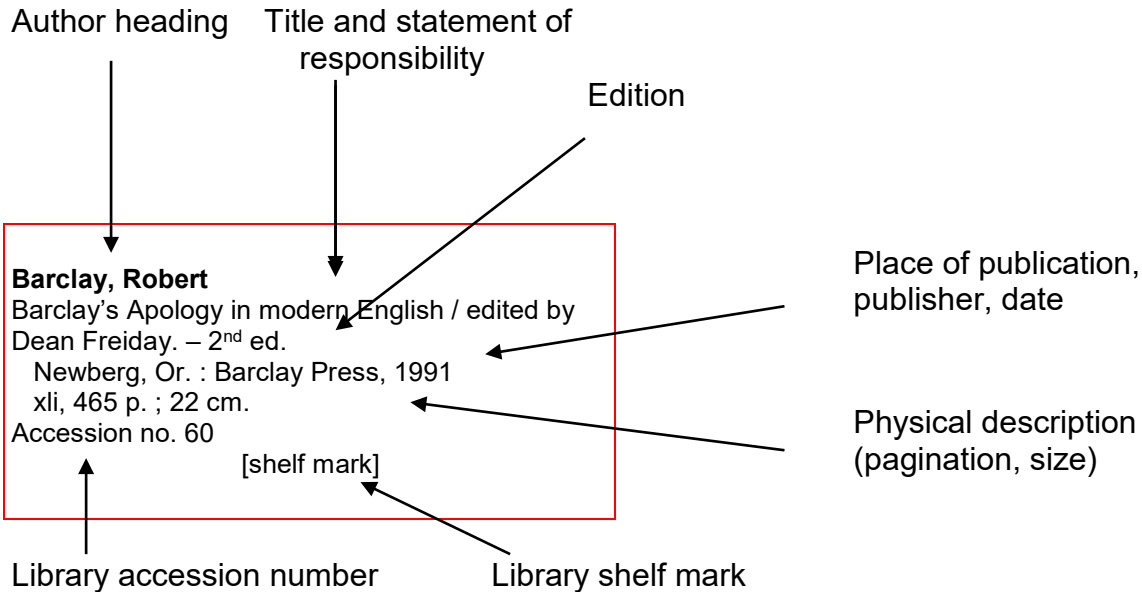 Author heading
Title and statement of
responsibility
Edition
Barclay, Robert
Barclay’s Apology in modern English / edited by
Dean Freiday. – 2nd ed.
Newberg, Or. : Barclay Press, 1991
xli, 465 p. ; 22 cm.
Accession no. 60
[shelf mark]
Place of publication,
publisher, date
Physical description
(pagination, size)
Library accession number
Library shelf mark